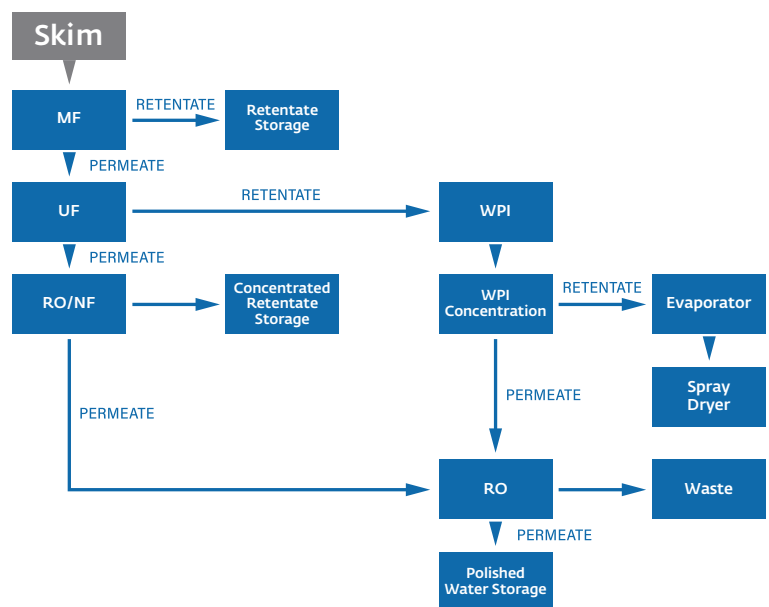 Skim
MF
RETENTATE
Retentate
Storage
PERMEATE
UF
RETENTATE
WPI
PERMEATE
RO/NF
Concentrated
Retentate
Storage
WPI
Concentration
RETENTATE
Evaporator
Spray
Dryer
PERMEATE
PERMEATE
RO
Waste
PERMEATE
Polished
Water Storage